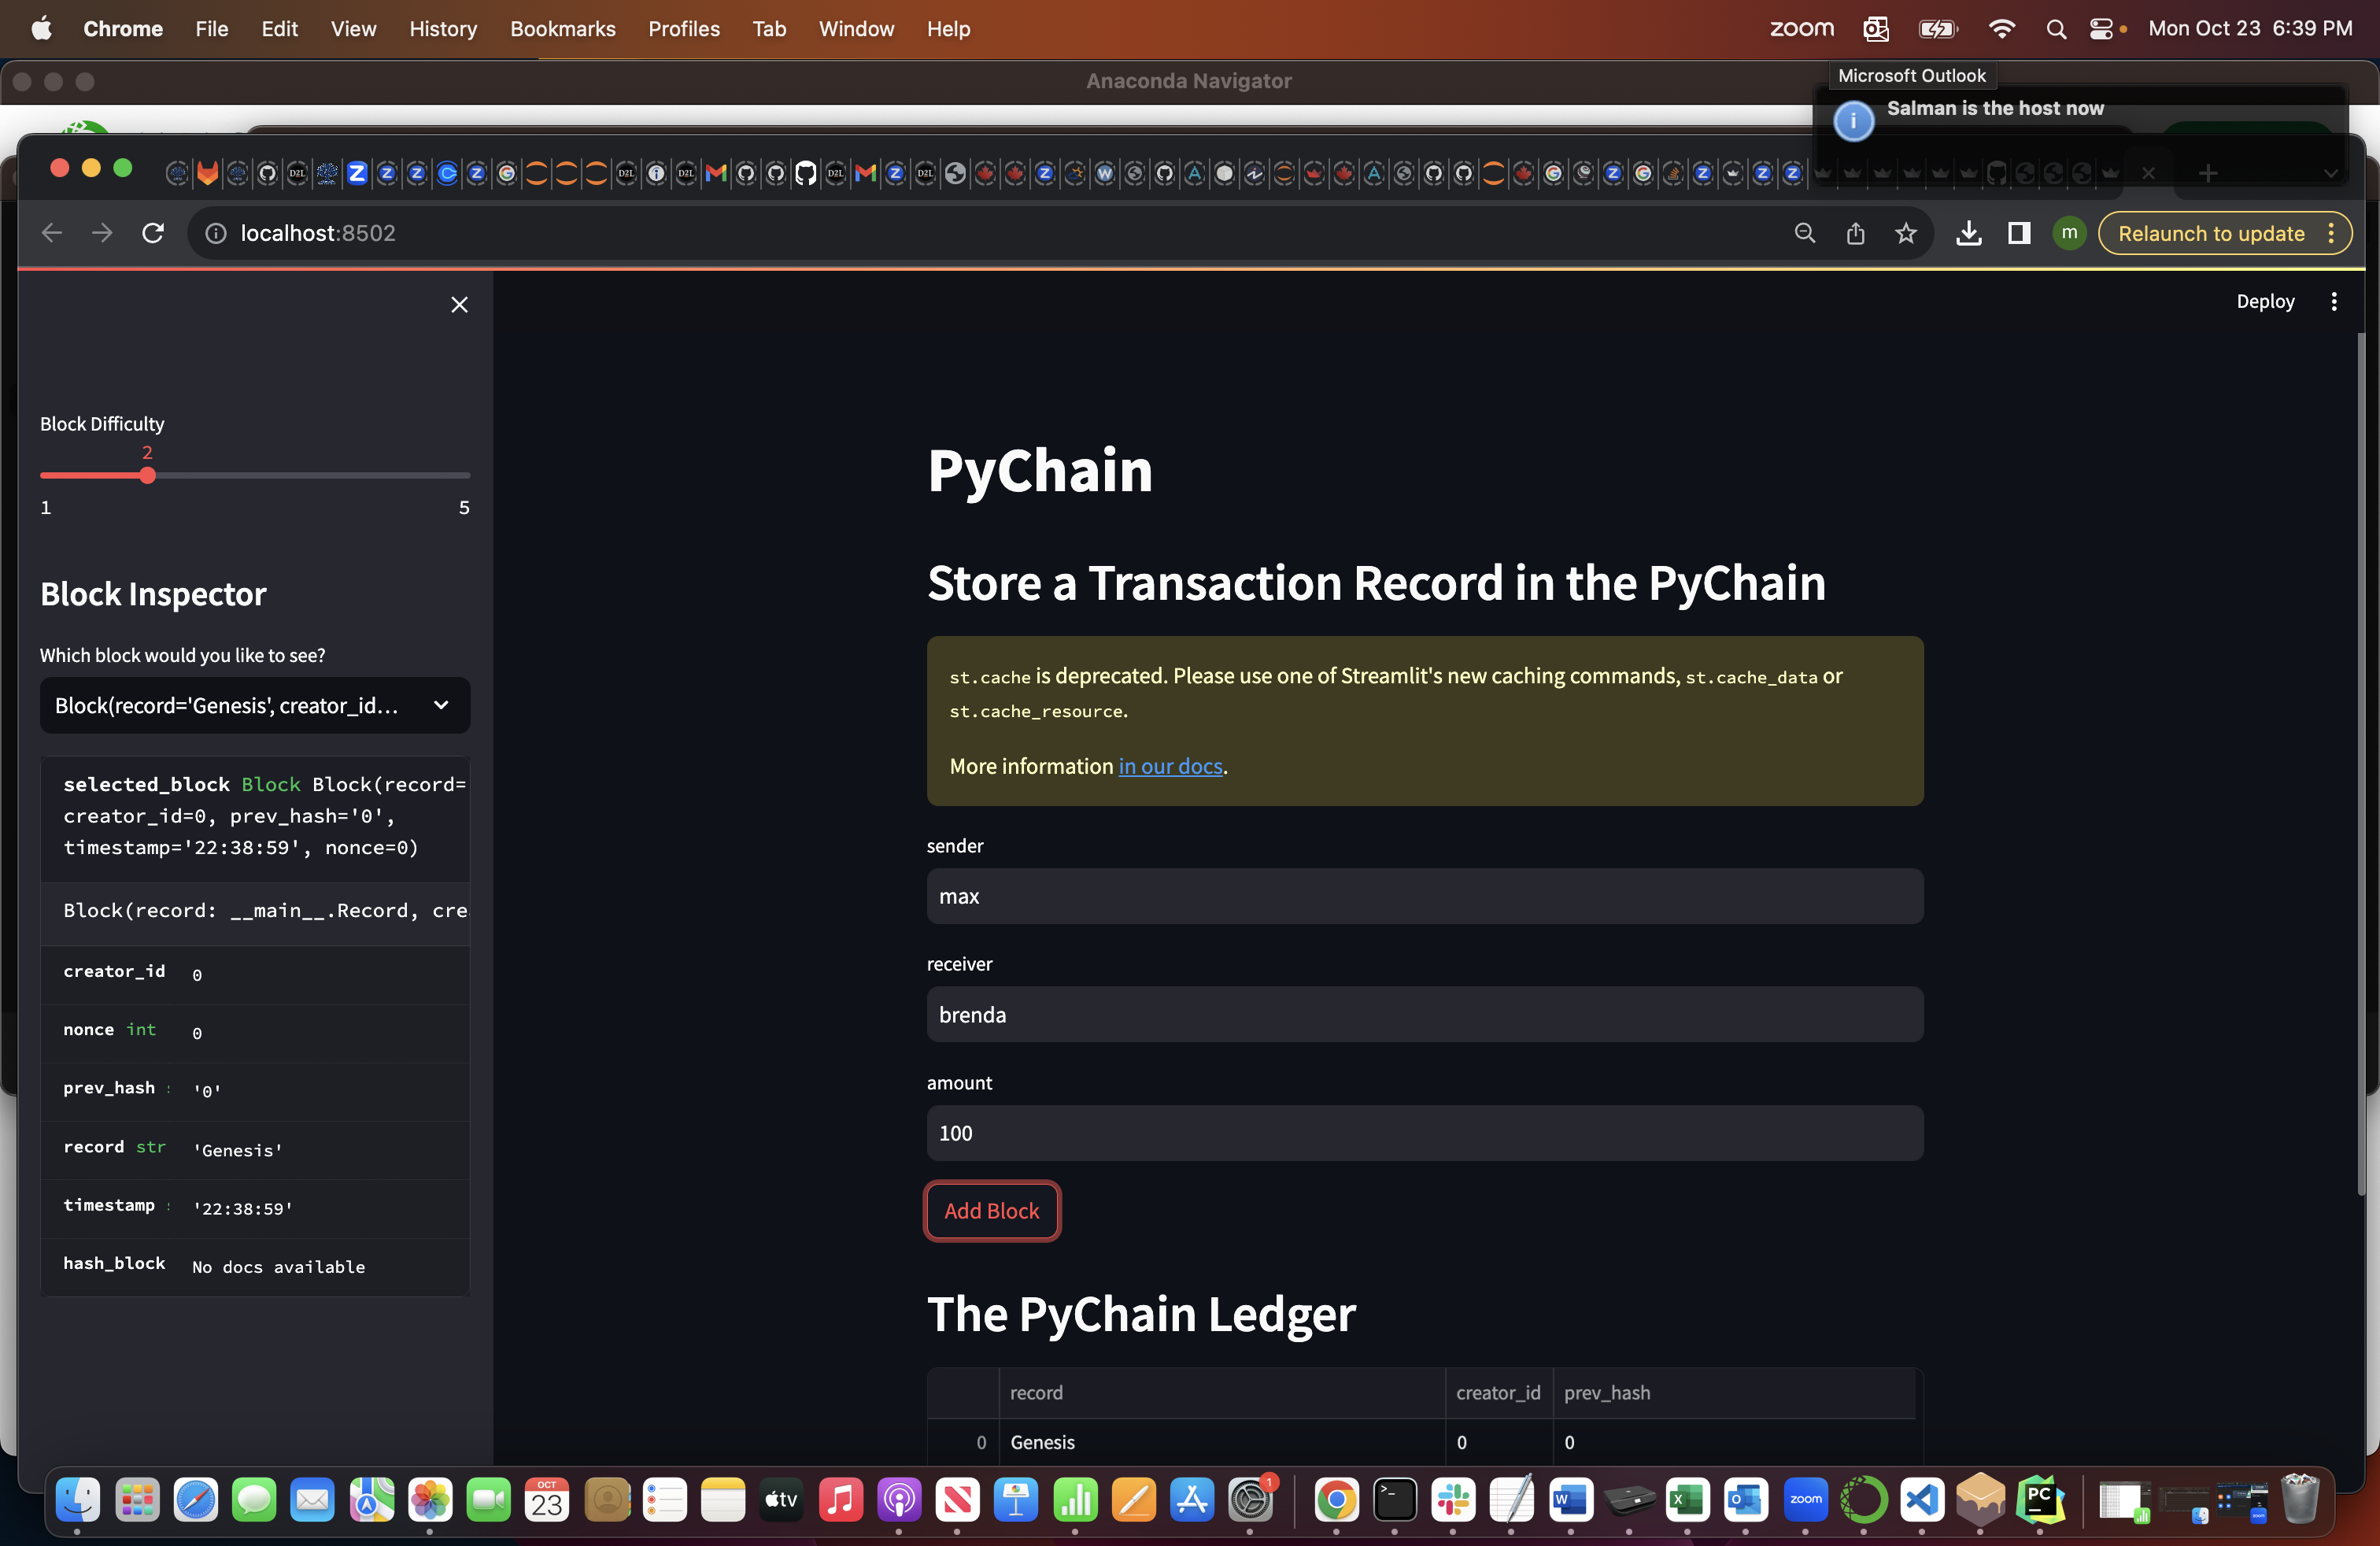 Chrome File Edit View History Bookmarks Profiles Tab Window Help zoom Mon Oct 23 6:39 PM
Anaconda Navigator
Microsoft Outlook
Salman is the host now
localhost:8502
m
Relaunch to update
Deploy
Block Difficulty
2
1 5
Block Inspector
Which block would you like to see?
Block(record='Genesis', creator_id...
selected_block Block Block(record=
creator_id=0, prev_hash='0',
timestamp='22:38:59', nonce=0)
Block(record: __main__.Record, cre
creator_id 0
nonce int 0
prev_hash : '0'
record str 'Genesis'
timestamp : '22:38:59'
hash_block No docs available
PyChain
Store a Transaction Record in the PyChain
st.cache is deprecated. Please use one of Streamlit's new caching commands, st.cache_data or
st.cache_resource.
More information in our docs.
sender
max
receiver
brenda
amount
100
Add Block
The PyChain Ledger
record creator_id prev_hash
0 Genesis 0 0
OCT
23
tv
1
zoom
PC